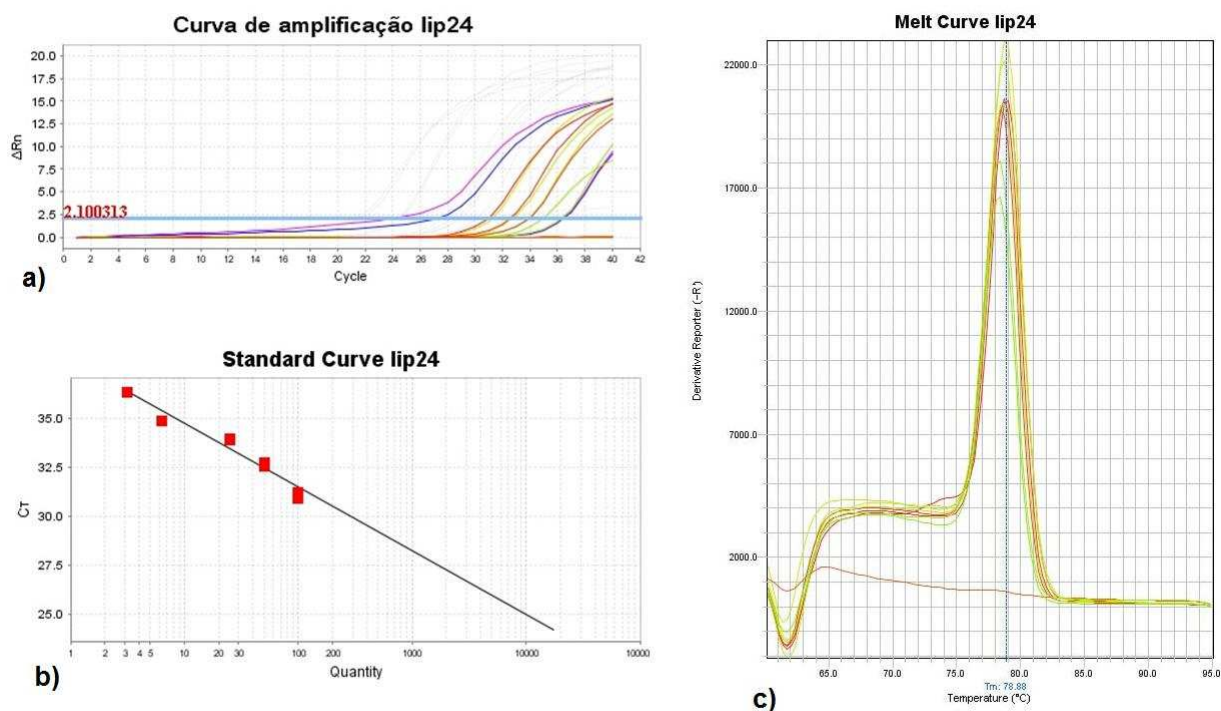 Curva de amplificação lip24
20.0
17.5
15.0
12.5
10.0
7.5
5.0
2.5
0.0
ΔRn
2.100313
0 2 4 6 8 10 12 14 16 18 20 22 24 26 28 30 32 34 36 38 40 42
Cycle
a)
Standard Curve lip24
35.0
32.5
30.0
27.5
25.0
CT
1 2 3 4 5 10 20 30 100 200 1000 10000 10000
Quantity
b)
Melt Curve lip24
22000.0
17000.0
12000.0
7000.0
2000.0
Derivative Reporter (-R')
65.0 70.0 75.0 80.0 85.0 90.0 95.0
Tm: 78.88
Temperature (°C)
c)